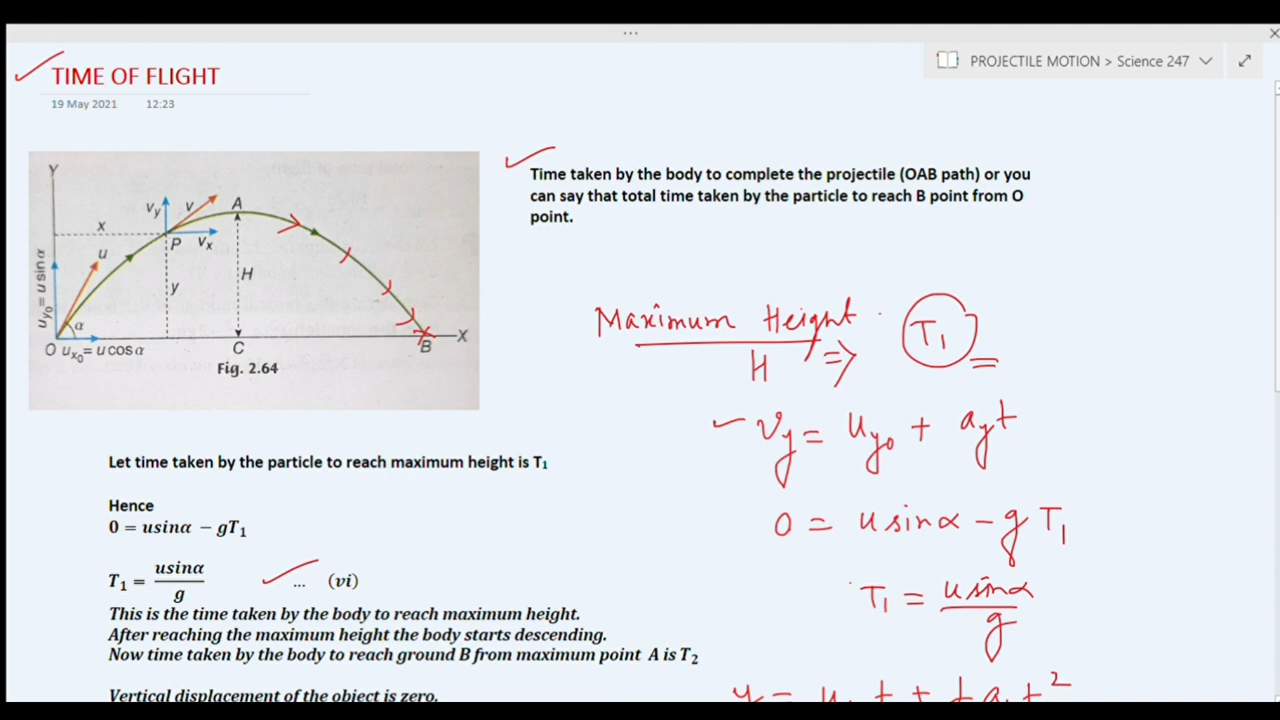 TIME OF FLIGHT
PROJECTILE MOTION > Science 247
19 May 2021 12:23
Y
v_y v A
x
P v_x
u
H
y
u_y₀ = u sin α
α
O u_x₀ = u cos α C B X
Fig. 2.64
Time taken by the body to complete the projectile (OAB path) or you
can say that total time taken by the particle to reach B point from O
point.
Maximum Height
H ⇒ T₁
v_y = u_y₀ + a_y t
0 = u sin α − g T₁
T₁ = u sin α / g
Let time taken by the particle to reach maximum height is T₁
Hence
0 = usinα − gT₁
T₁ = usinα / g ... (vi)
This is the time taken by the body to reach maximum height.
After reaching the maximum height the body starts descending.
Now time taken by the body to reach ground B from maximum point A is T₂
Vertical displacement of the object is zero.